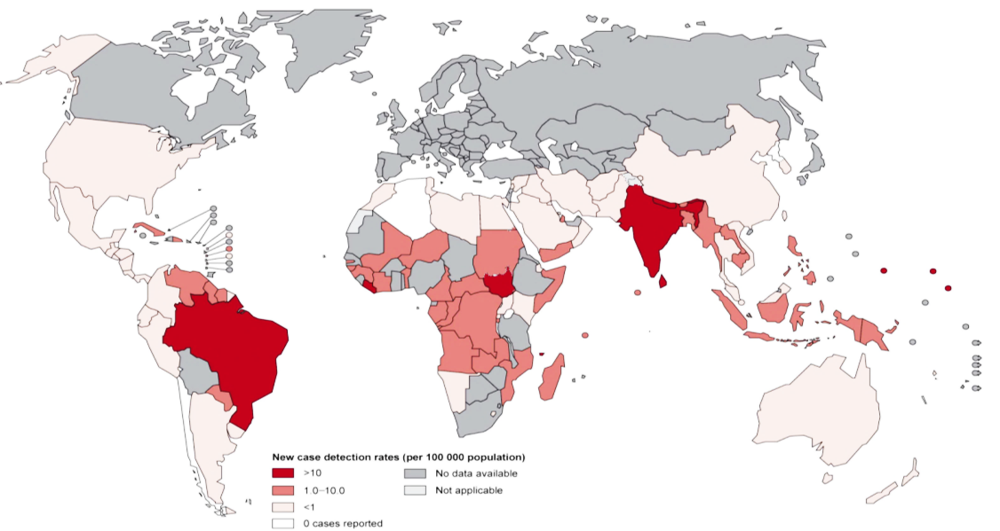 New case detection rates (per 100 000 population)
>10
1.0–10.0
<1
0 cases reported
No data available
Not applicable